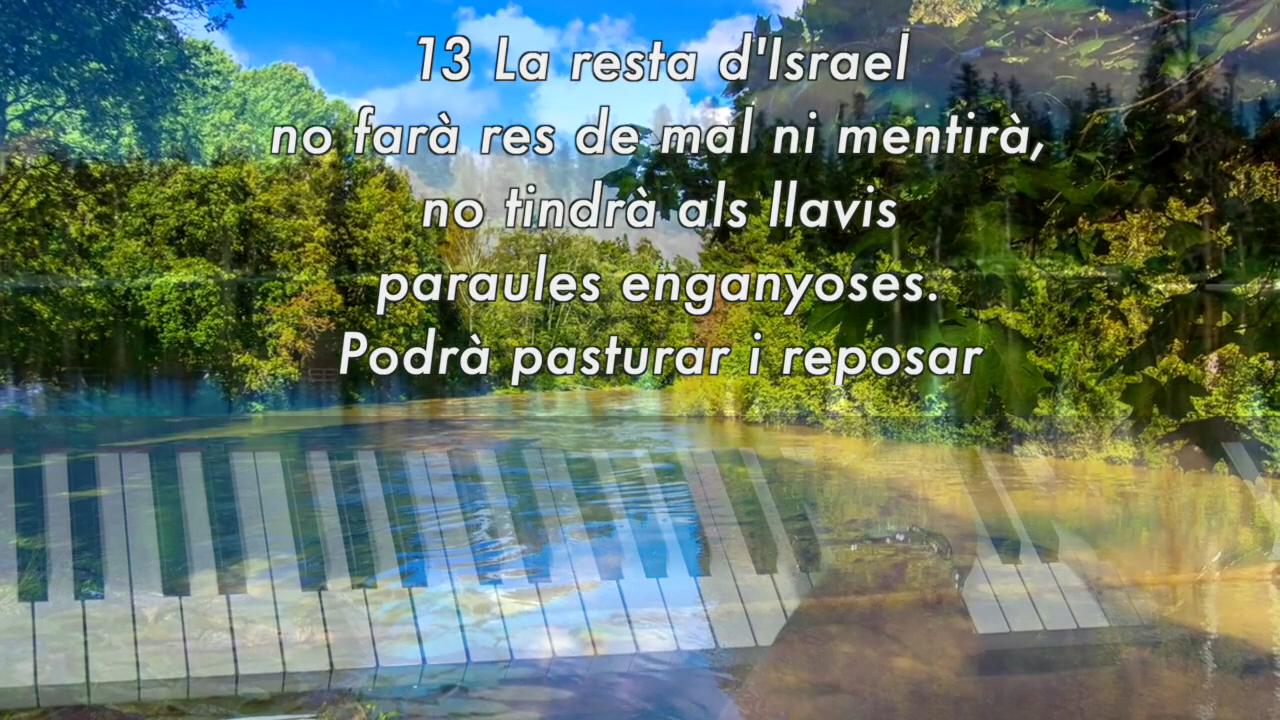 13 La resta d'Israel
no farà res de mal ni mentirà,
no tindrà als llavis
paraules enganyoses.
Podrà pasturar i reposar